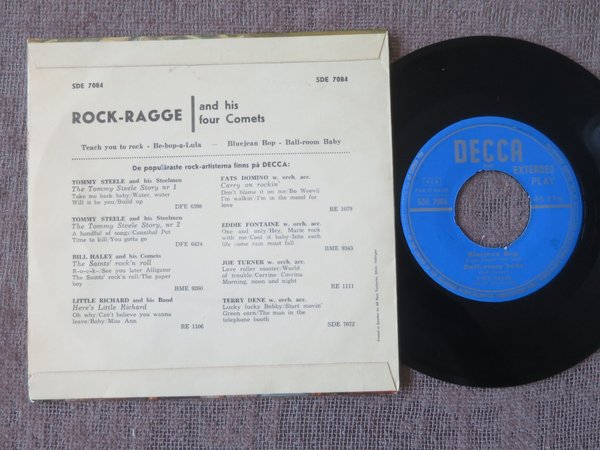 SDE 7084
SDE 7084
ROCK-RAGGE
and his
four Comets
Teach you to rock - Be-bop-a-Lula — Bluejean Bop - Ball-room Baby
De populäraste rock-artisterna finns på DECCA:
TOMMY STEELE and his Steelmen
The Tommy Steele Story nr 1
Take me back baby/Water, water
Will it be you/Build up
DFE 6398
TOMMY STEELE and his Steelmen
The Tommy Steele Story, nr 2
A handful of songs/Cannibal Pot
Time to kill/You gotta go
DFE 6424
BILL HALEY and his Comets
The Saints' rock'n roll
R-o-c-k-/See you later Alligator
The Saints' rock'n roll/The paper
boy
BME 9260
LITTLE RICHARD and his Band
Here's Little Richard
Oh why/Can't believe you wanna
leave/Baby/Miss Ann
RE 1106
FATS DOMINO w. orch. acc.
Carry on rockin'
Don't blame it on me/Bo Weevil
I'm walkin'/I'm in the mood for
love
RE 1079
EDDIE FONTAINE w. orch. acc.
One and only/Hey, Marie rock
with me/Cool it baby/Into each
life some rain must fall
BME 9343
JOE TURNER w. orch. acc.
Love roller coaster/World
of trouble/Corrine Corrina
Morning, noon and night
RE 1111
TERRY DENE w. orch. acc.
Lucky lucky Bobby/Start movin'
Green corn/The man in the
telephone booth
SDE 7072
DECCA
EXTENDED
PLAY
SDE 7084
Bluejean Bop
Ball-room baby